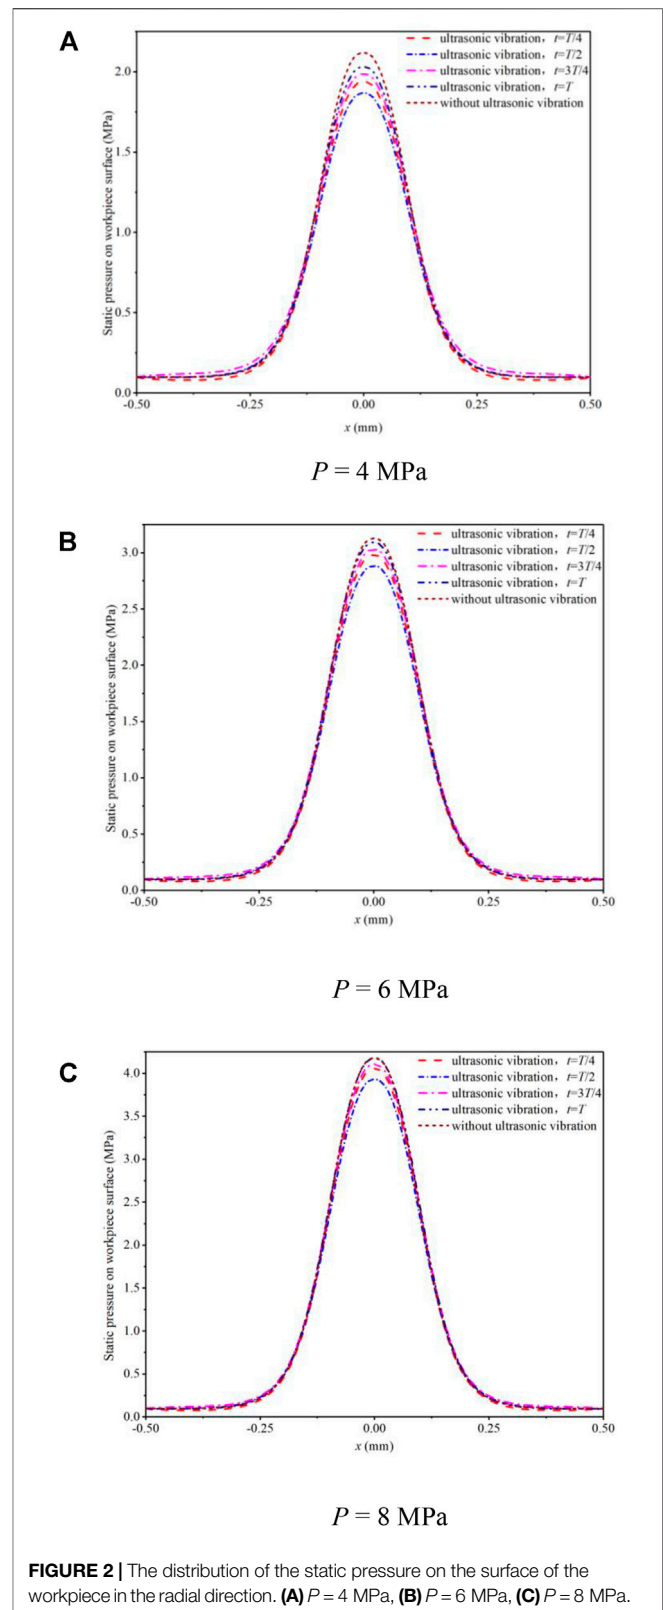 A
ultrasonic vibration, t=T/4
ultrasonic vibration, t=T/2
ultrasonic vibration, t=3T/4
ultrasonic vibration, t=T
without ultrasonic vibration
Static pressure on workpiece surface (MPa)
2.0
1.5
1.0
0.5
0.0
-0.50 -0.25 0.00 0.25 0.50
x (mm)
P = 4 MPa
B
ultrasonic vibration, t=T/4
ultrasonic vibration, t=T/2
ultrasonic vibration, t=3T/4
ultrasonic vibration, t=T
without ultrasonic vibration
Static pressure on workpiece surface (MPa)
3.0
2.5
2.0
1.5
1.0
0.5
0.0
-0.50 -0.25 0.00 0.25 0.50
x (mm)
P = 6 MPa
C
ultrasonic vibration, t=T/4
ultrasonic vibration, t=T/2
ultrasonic vibration, t=3T/4
ultrasonic vibration, t=T
without ultrasonic vibration
Static pressure on workpiece surface (MPa)
4.0
3.5
3.0
2.5
2.0
1.5
1.0
0.5
0.0
-0.50 -0.25 0.00 0.25 0.50
x (mm)
P = 8 MPa
FIGURE 2 | The distribution of the static pressure on the surface of the
workpiece in the radial direction. (A) P = 4 MPa, (B) P = 6 MPa, (C) P = 8 MPa.